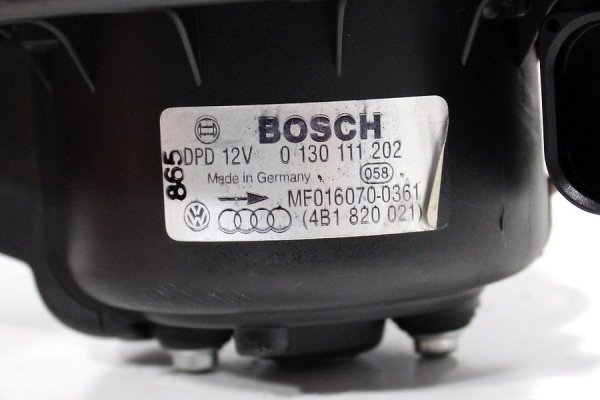 BOSCH
DPD 12V 0 130 111 202
Made in Germany 058
865
MF016070-0361
(4B1 820 021)